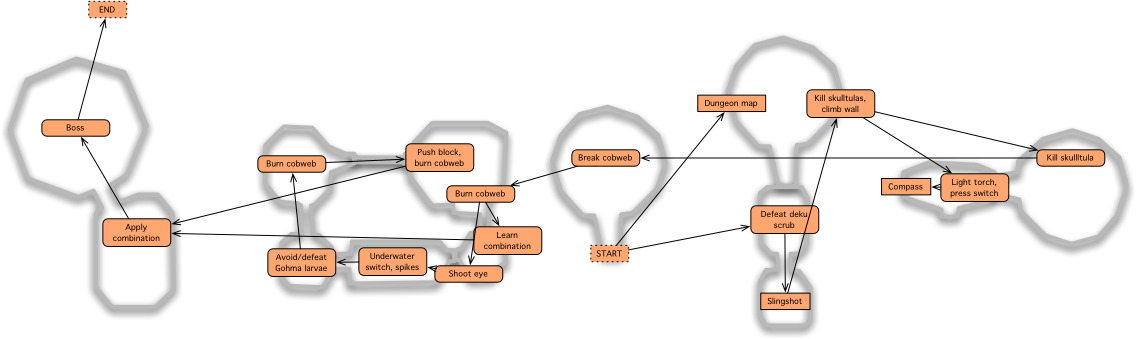 END
Boss
Apply
combination
Burn cobweb
Push block,
burn cobweb
Burn cobweb
Learn
combination
Avoid/defeat
Gohma larvae
Underwater
switch, spikes
Shoot eye
Break cobweb
START
Dungeon map
Kill skulltulas,
climb wall
Defeat deku
scrub
Slingshot
Compass
Light torch,
press switch
Kill skullltula